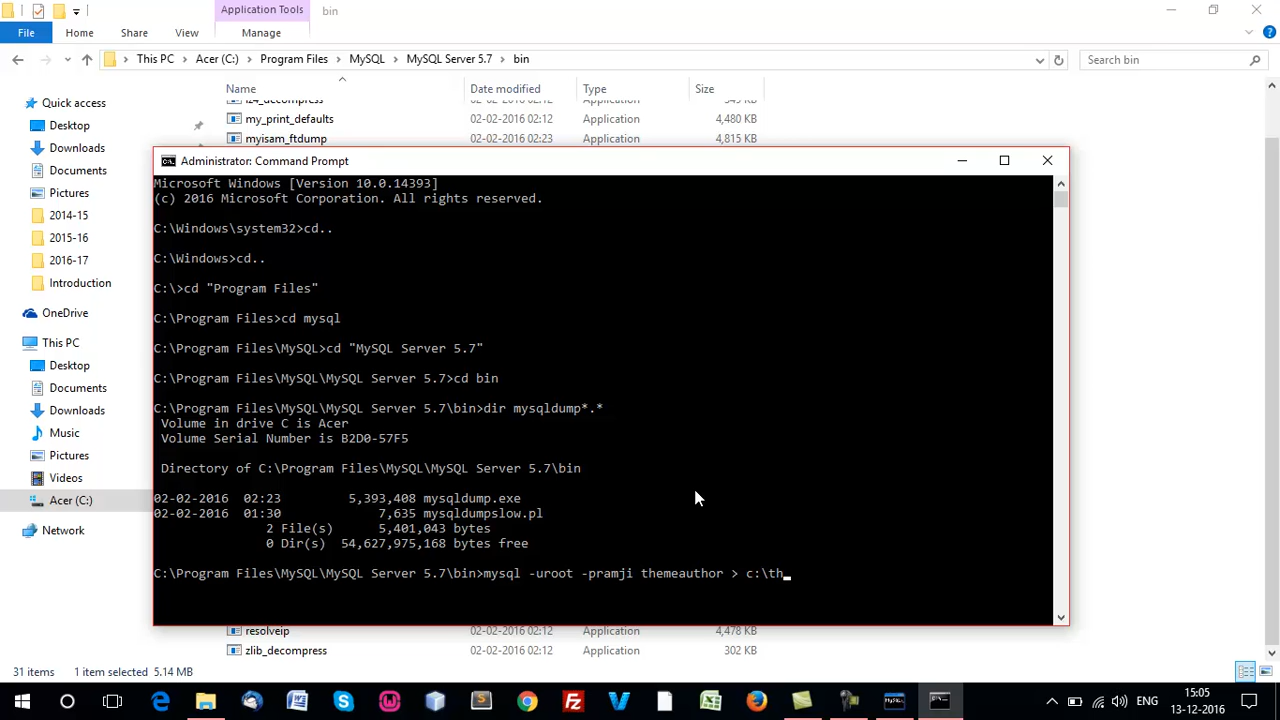 Application Tools
bin
File
Home
Share
View
Manage
This PC
Acer (C:)
Program Files
MySQL
MySQL Server 5.7
bin
Search bin
Name
Date modified
Type
Size
Quick access
Desktop
Downloads
Documents
Pictures
2014-15
2015-16
2016-17
Introduction
OneDrive
This PC
Desktop
Documents
Downloads
Music
Pictures
Videos
Acer (C:)
Network
lz4_decompress 02-02-2016 02:12 Application 349 KB
my_print_defaults 02-02-2016 02:12 Application 4,480 KB
myisam_ftdump 02-02-2016 02:23 Application 4,815 KB
Administrator: Command Prompt
Microsoft Windows [Version 10.0.14393]
(c) 2016 Microsoft Corporation. All rights reserved.
C:\Windows\system32>cd..
C:\Windows>cd..
C:\>cd "Program Files"
C:\Program Files>cd mysql
C:\Program Files\MySQL>cd "MySQL Server 5.7"
C:\Program Files\MySQL\MySQL Server 5.7>cd bin
C:\Program Files\MySQL\MySQL Server 5.7\bin>dir mysqldump*.*
Volume in drive C is Acer
Volume Serial Number is B2D0-57F5
Directory of C:\Program Files\MySQL\MySQL Server 5.7\bin
02-02-2016 02:23 5,393,408 mysqldump.exe
02-02-2016 01:30 7,635 mysqldumpslow.pl
2 File(s) 5,401,043 bytes
0 Dir(s) 54,627,975,168 bytes free
C:\Program Files\MySQL\MySQL Server 5.7\bin>mysql -uroot -pramji themeauthor > c:\th_
resolveip 02-02-2016 02:12 Application 4,478 KB
zlib_decompress 02-02-2016 02:12 Application 302 KB
31 items
1 item selected 5.14 MB
ENG
15:05
13-12-2016